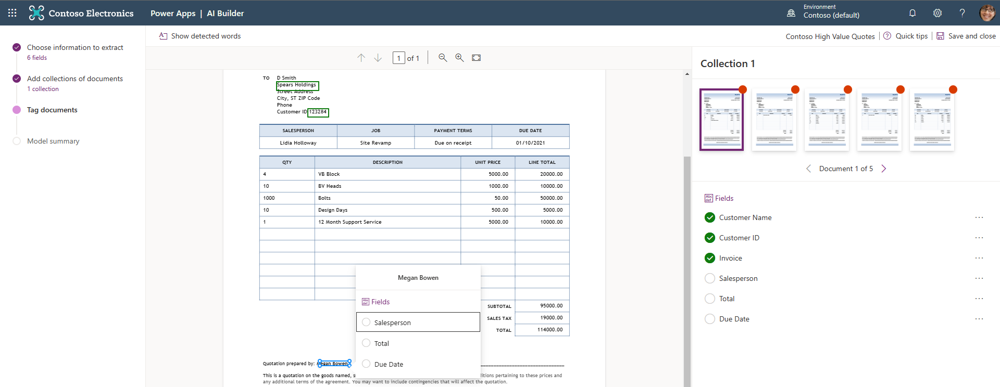 Contoso Electronics
Power Apps | AI Builder
Environment
Contoso (default)
Choose information to extract
6 fields
Add collections of documents
1 collection
Tag documents
Model summary
Show detected words
Contoso High Value Quotes
Quick tips
Save and close
1 of 1
TO D Smith
Spears Holdings
Street Address
City, ST ZIP Code
Phone
Customer ID 123284
SALESPERSON JOB PAYMENT TERMS DUE DATE
Lidia Holloway Site Revamp Due on receipt 01/10/2021
QTY DESCRIPTION UNIT PRICE LINE TOTAL
4 VB Block 5000.00 20000.00
10 BV Heads 1000.00 10000.00
1000 Bolts 50.00 50000.00
10 Design Days 500.00 5000.00
1 12 Month Support Service 5000.00 10000.00
SUBTOTAL 95000.00
SALES TAX 19000.00
TOTAL 114000.00
Megan Bowen
Abc def Fields
Salesperson
Total
Due Date
Quotation prepared by: Megan Bowen
This is a quotation on the goods named, s itions pertaining to these prices and
any additional terms of the agreement. You may want to include contingencies that will affect the quotation.
Collection 1
Document 1 of 5
Abc def Fields
Customer Name
Customer ID
Invoice
Salesperson
Total
Due Date